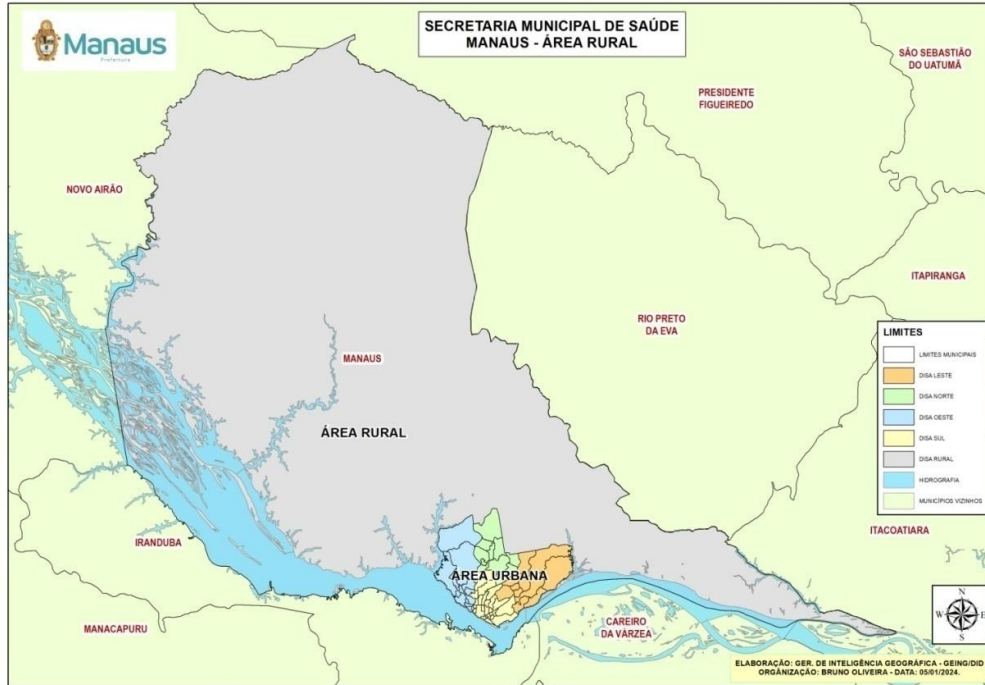 Manaus
Prefeitura
SECRETARIA MUNICIPAL DE SAÚDE
MANAUS - ÁREA RURAL
SÃO SEBASTIÃO
DO UATUMÃ
PRESIDENTE
FIGUEIREDO
NOVO AIRÃO
ITAPIRANGA
RIO PRETO
DA EVA
MANAUS
ÁREA RURAL
LIMITES
LIMITES MUNICIPAIS
DISA LESTE
DISA NORTE
DISA OESTE
DISA SUL
DISA RURAL
HIDROGRAFIA
MUNICÍPIOS VIZINHOS
ITACOATIARA
IRANDUBA
ÁREA URBANA
MANACAPURU
CAREIRO
DA VÁRZEA
N
W E
S
ELABORAÇÃO: GER. DE INTELIGÊNCIA GEOGRÁFICA - GEING/DID
ORGANIZAÇÃO: BRUNO OLIVEIRA - DATA: 05/01/2024.